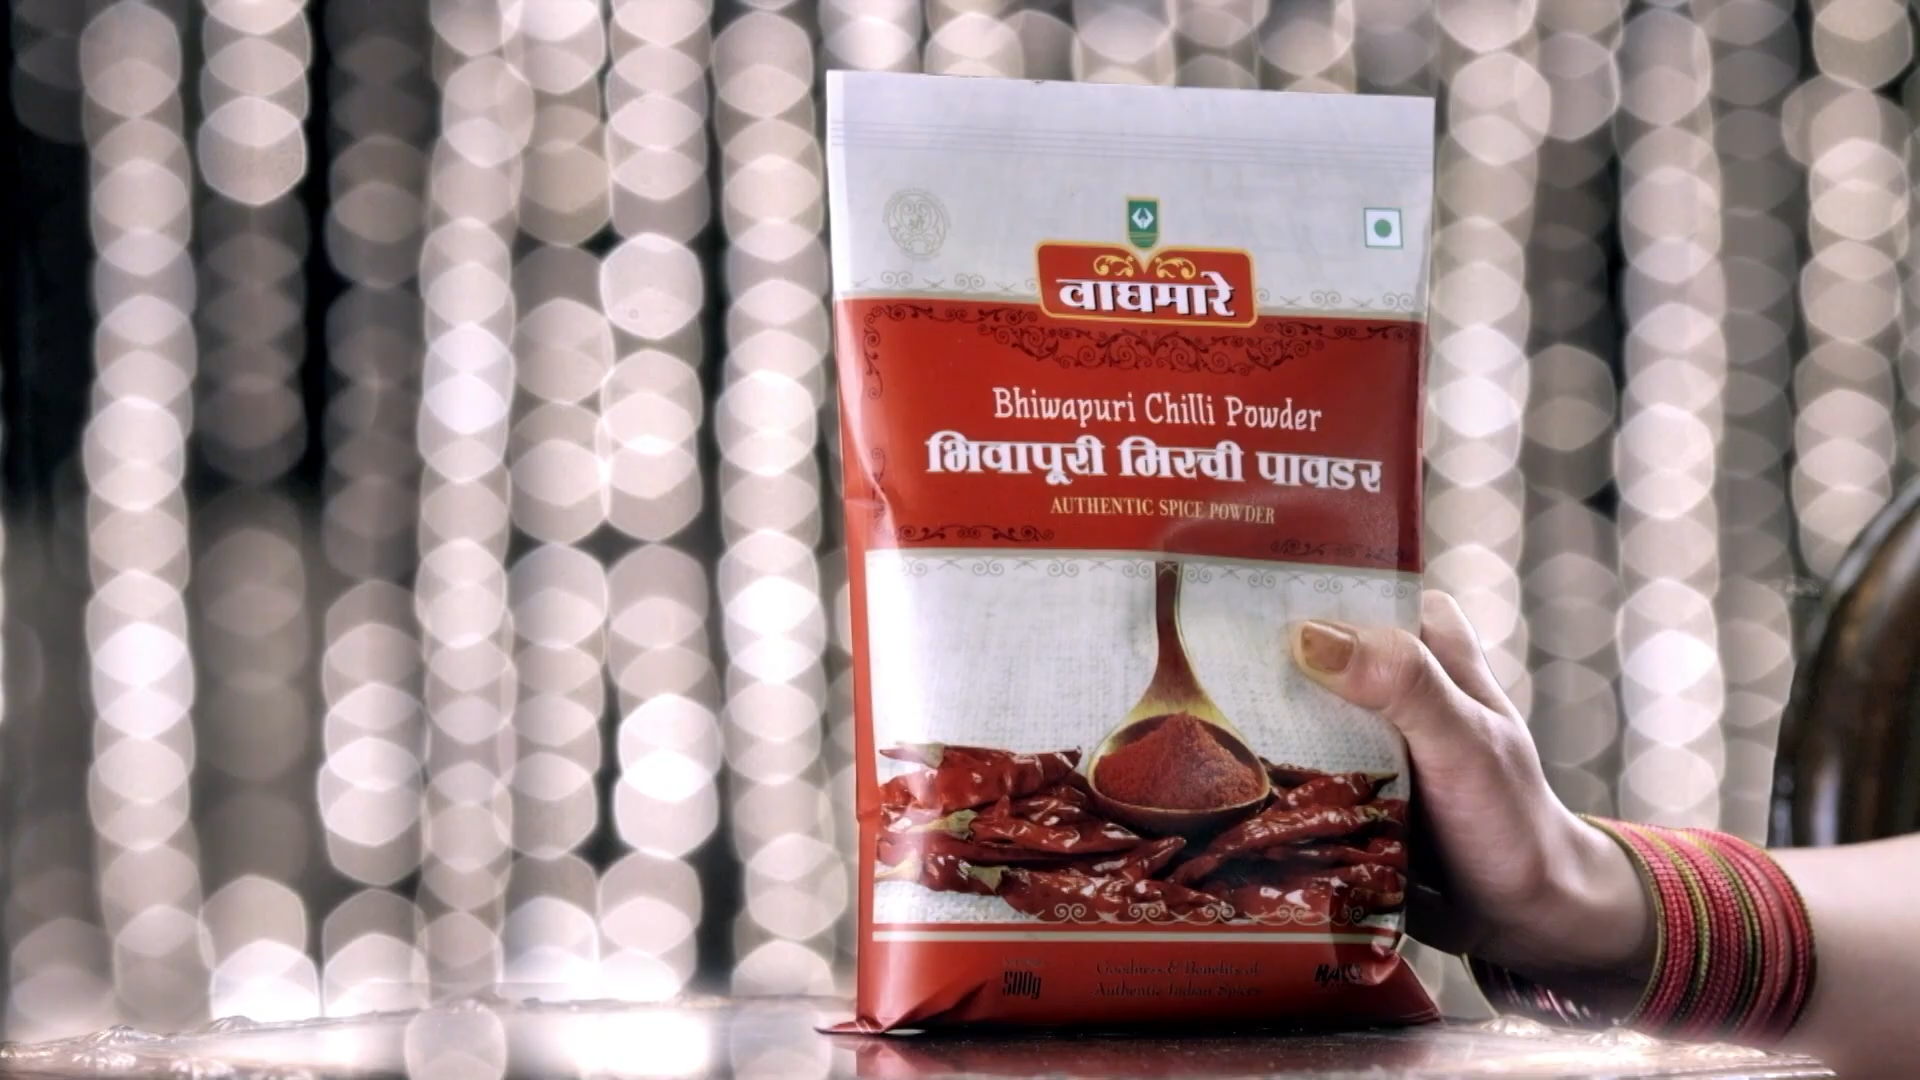 वाघमारे
Bhiwapuri Chilli Powder
भिवापूरी मिरची पावडर
AUTHENTIC SPICE POWDER
500g
Goodness & Benefits of
Authentic Indian Spices